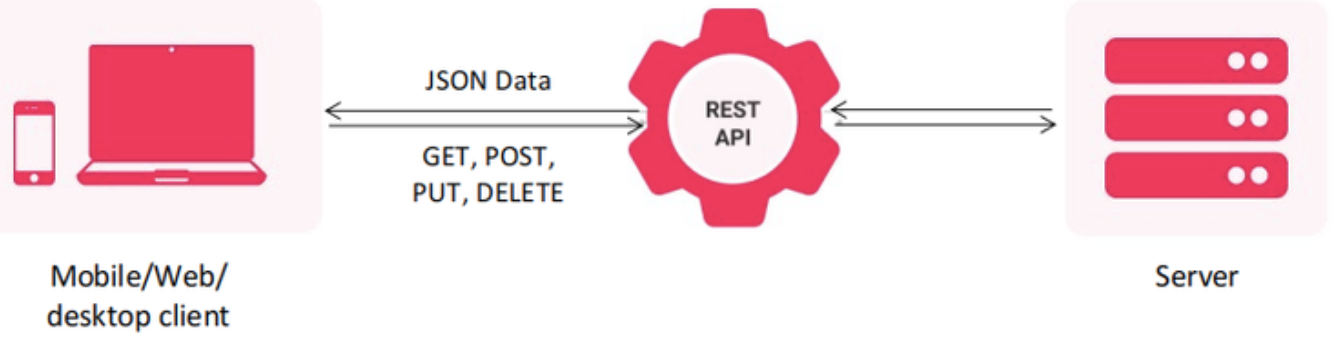 JSON Data
GET, POST,
PUT, DELETE
REST
API
Mobile/Web/
desktop client
Server